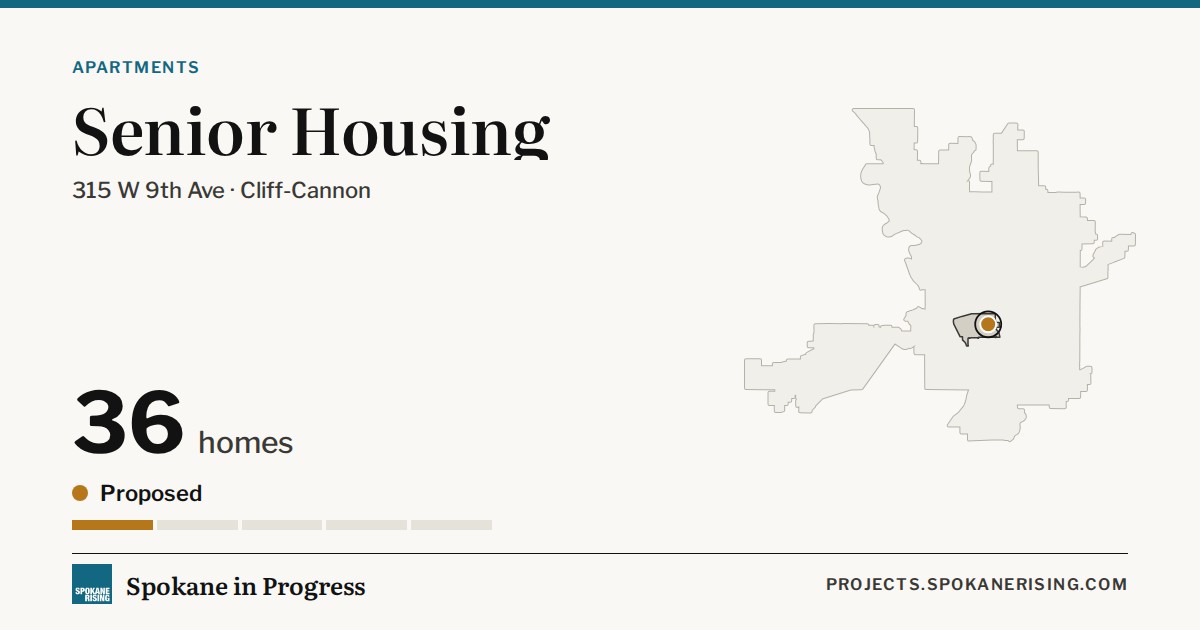 APARTMENTS
Senior Housing
315 W 9th Ave · Cliff-Cannon
36 homes
Proposed
SPOKANE
RISING
Spokane in Progress
PROJECTS.SPOKANERISING.COM